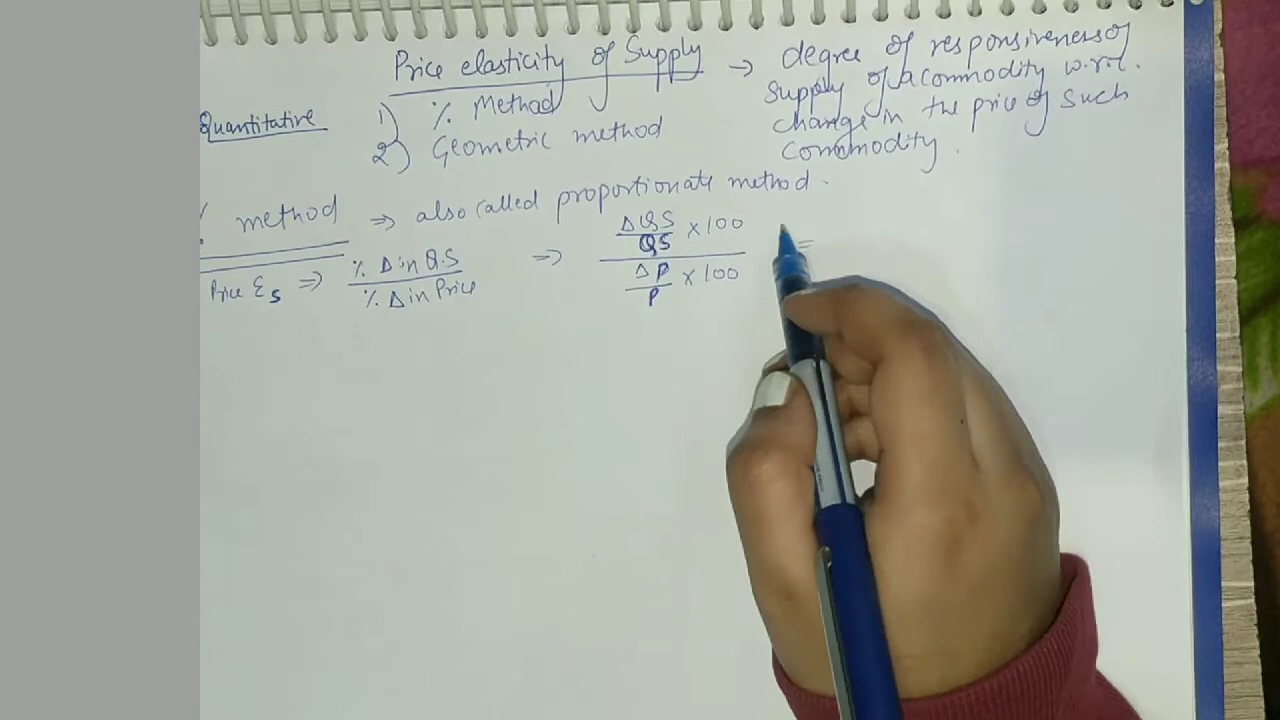 Price elasticity of Supply → degree of responsiveness of
supply of a commodity w.r.t.
change in the price of such
commodity.
Quantitative
1) % Method
2) Geometric method
% method ⇒ also called proportionate method.
Price Es ⇒ % Δ in Q.S / % Δ in Price ⇒ ΔQS/QS × 100 / ΔP/P × 100 =